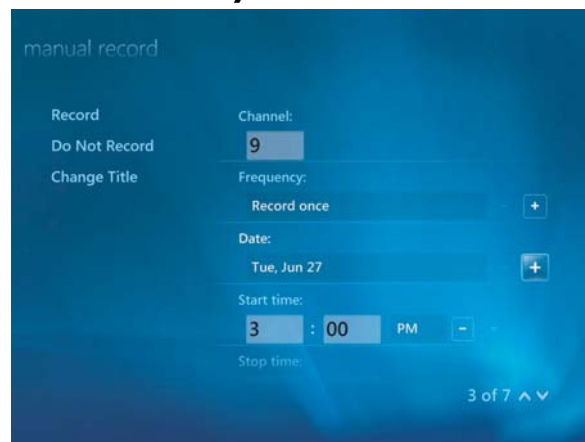 manual record
Record
Do Not Record
Change Title
Channel:
9
Frequency:
Record once
+
Date:
Tue, Jun 27
+
Start time:
3 : 00 PM -
Stop time:
3 of 7